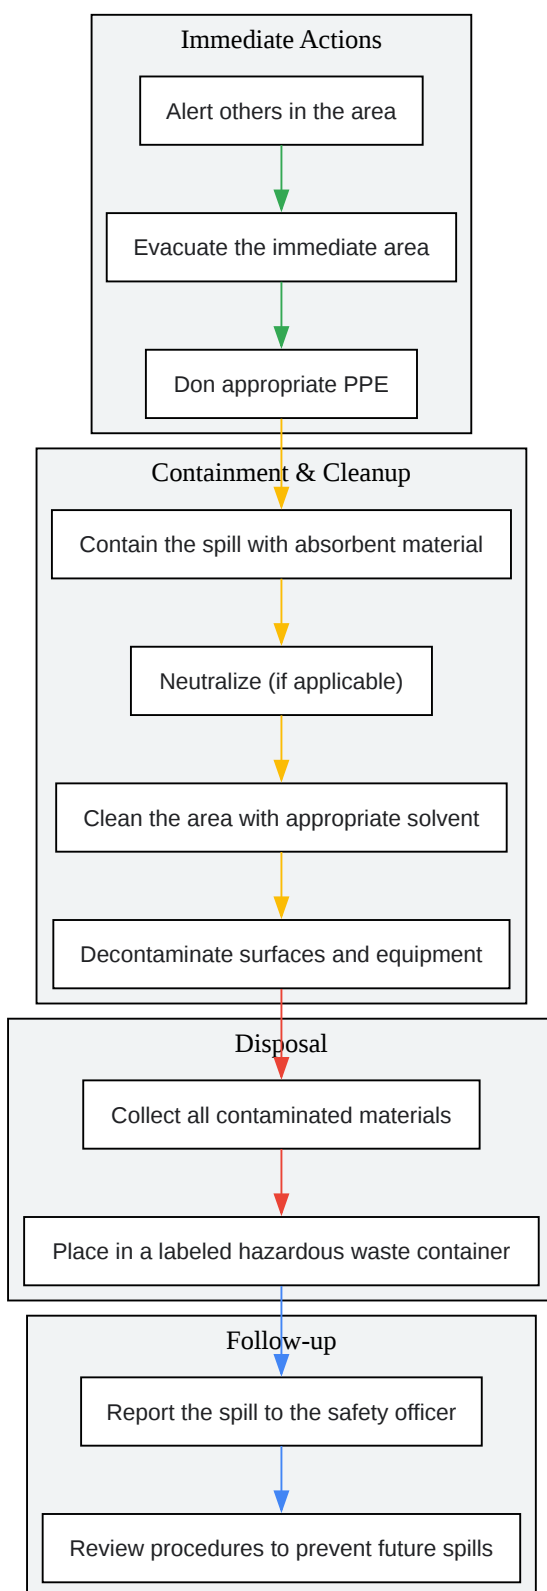 Immediate Actions
Alert others in the area
Evacuate the immediate area
Don appropriate PPE
Containment & Cleanup
Contain the spill with absorbent material
Neutralize (if applicable)
Clean the area with appropriate solvent
Decontaminate surfaces and equipment
Disposal
Collect all contaminated materials
Place in a labeled hazardous waste container
Follow-up
Report the spill to the safety officer
Review procedures to prevent future spills